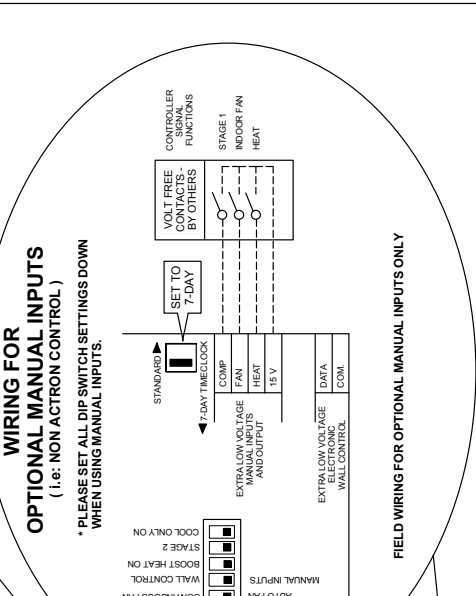 WIRING FOR
OPTIONAL MANUAL INPUTS
( i.e: NON ACTRON CONTROL )
* PLEASE SET ALL DIP SWITCH SETTINGS DOWN
WHEN USING MANUAL INPUTS.
CONTROLLER
SIGNAL
FUNCTIONS
STAGE 1
INDOOR FAN
HEAT
VOLT FREE
CONTACTS -
BY OTHERS
SET TO
7-DAY
STANDARD
7-DAY TIMECLOCK
COMP
FAN
HEAT
15 V
EXTRA LOW VOLTAGE
MANUAL INPUTS
AND OUTPUT
DATA
COM.
EXTRA LOW VOLTAGE
ELECTRONIC
WALL CONTROL
COOL ONLY ON
STAGE 2
BOOST HEAT ON
WALL CONTROL
CONTINUOUS FAN
MANUAL INPUTS
AUTO FAN
FIELD WIRING FOR OPTIONAL MANUAL INPUTS ONLY